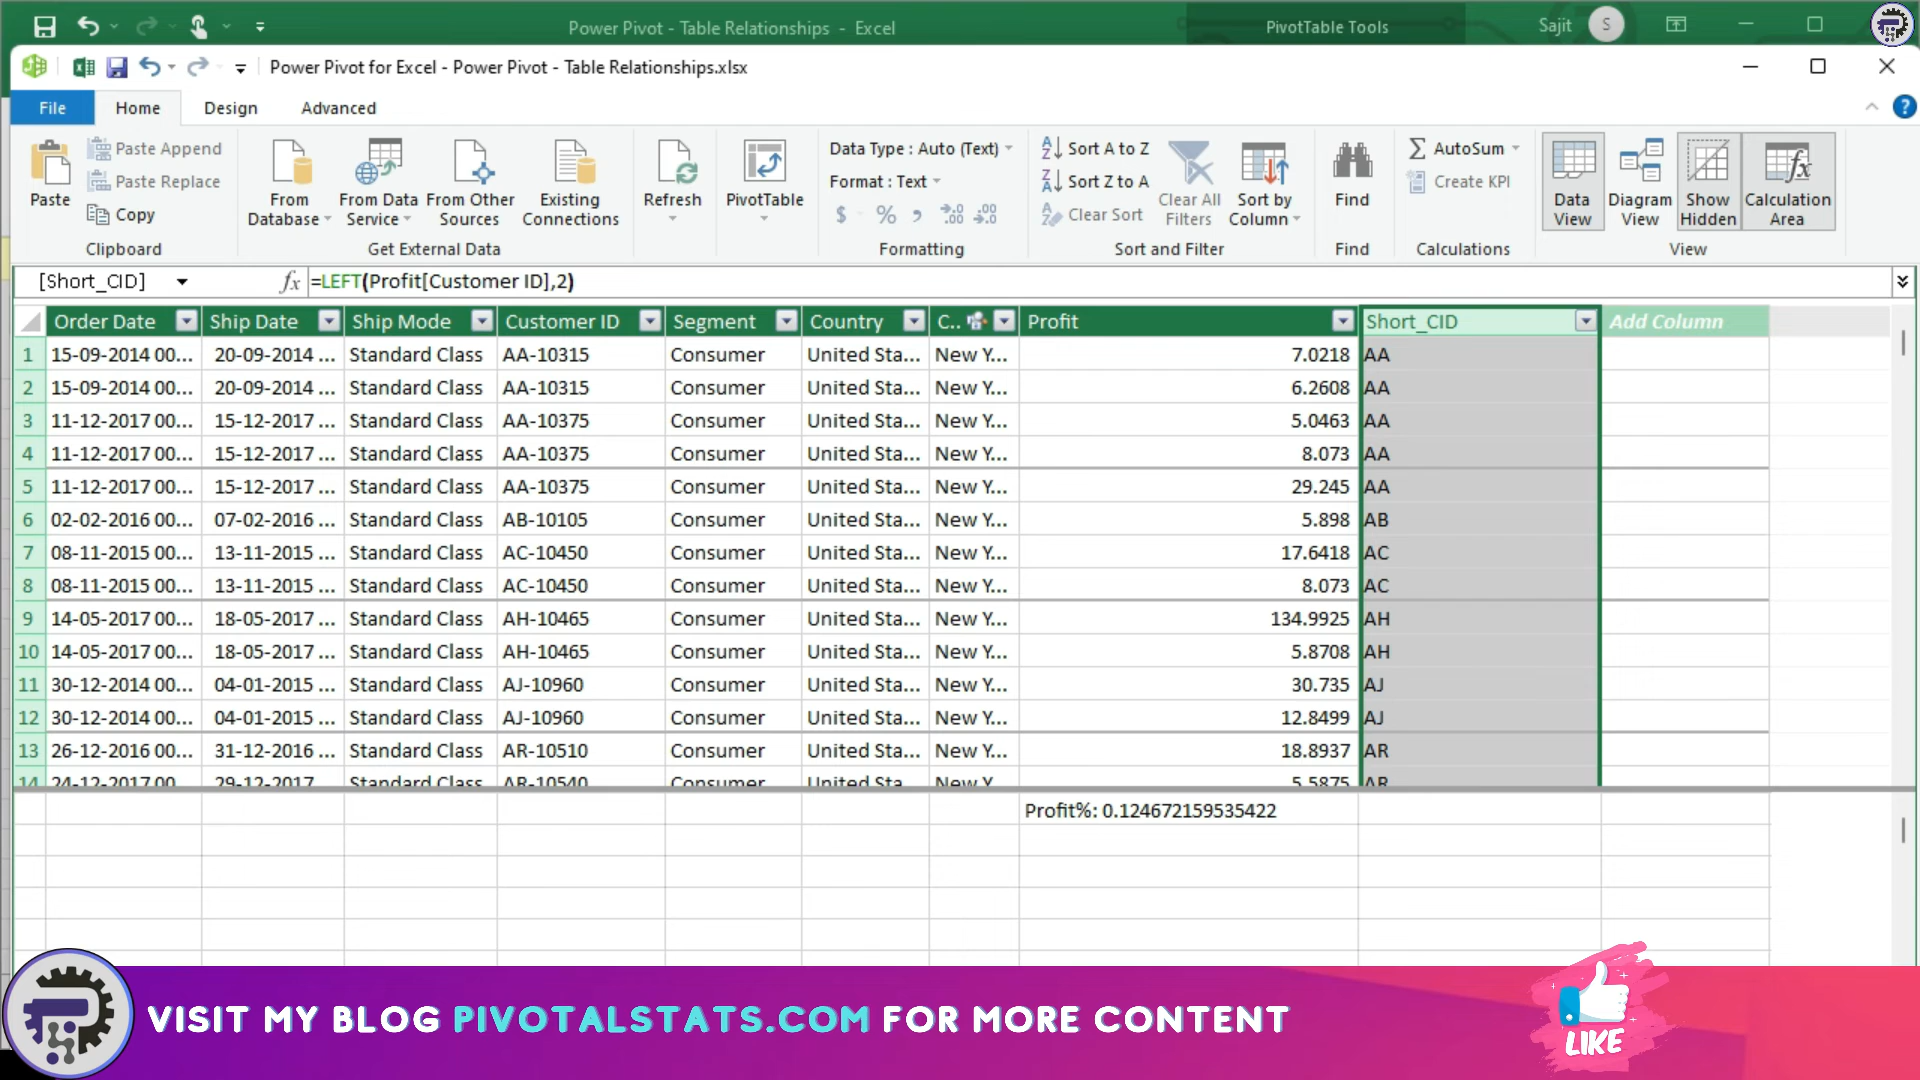 Power Pivot - Table Relationships - Excel
PivotTable Tools
Sajit
S
Power Pivot for Excel - Power Pivot - Table Relationships.xlsx
File
Home
Design
Advanced
Paste
Paste Append
Paste Replace
Copy
Clipboard
From Database
From Data Service
From Other Sources
Existing Connections
Get External Data
Refresh
PivotTable
Data Type : Auto (Text)
Format : Text
$ % , .00 .00
Formatting
Sort A to Z
Sort Z to A
Clear Sort
Clear All Filters
Sort by Column
Sort and Filter
Find
Find
AutoSum
Create KPI
Calculations
Data View
Diagram View
Show Hidden
Calculation Area
View
[Short_CID] fx =LEFT(Profit[Customer ID],2)
Order Date Ship Date Ship Mode Customer ID Segment Country C.. Profit Short_CID Add Column
1 15-09-2014 00... 20-09-2014 ... Standard Class AA-10315 Consumer United Sta... New Y... 7.0218 AA
2 15-09-2014 00... 20-09-2014 ... Standard Class AA-10315 Consumer United Sta... New Y... 6.2608 AA
3 11-12-2017 00... 15-12-2017 ... Standard Class AA-10375 Consumer United Sta... New Y... 5.0463 AA
4 11-12-2017 00... 15-12-2017 ... Standard Class AA-10375 Consumer United Sta... New Y... 8.073 AA
5 11-12-2017 00... 15-12-2017 ... Standard Class AA-10375 Consumer United Sta... New Y... 29.245 AA
6 02-02-2016 00... 07-02-2016 ... Standard Class AB-10105 Consumer United Sta... New Y... 5.898 AB
7 08-11-2015 00... 13-11-2015 ... Standard Class AC-10450 Consumer United Sta... New Y... 17.6418 AC
8 08-11-2015 00... 13-11-2015 ... Standard Class AC-10450 Consumer United Sta... New Y... 8.073 AC
9 14-05-2017 00... 18-05-2017 ... Standard Class AH-10465 Consumer United Sta... New Y... 134.9925 AH
10 14-05-2017 00... 18-05-2017 ... Standard Class AH-10465 Consumer United Sta... New Y... 5.8708 AH
11 30-12-2014 00... 04-01-2015 ... Standard Class AJ-10960 Consumer United Sta... New Y... 30.735 AJ
12 30-12-2014 00... 04-01-2015 ... Standard Class AJ-10960 Consumer United Sta... New Y... 12.8499 AJ
13 26-12-2016 00... 31-12-2016 ... Standard Class AR-10510 Consumer United Sta... New Y... 18.8937 AR
14 24-12-2017 00... 29-12-2017 Standard Class AR-10540 Consumer United Sta New Y 5.5875 AR
Profit%: 0.124672159535422
VISIT MY BLOG PIVOTALSTATS.COM FOR MORE CONTENT
LIKE